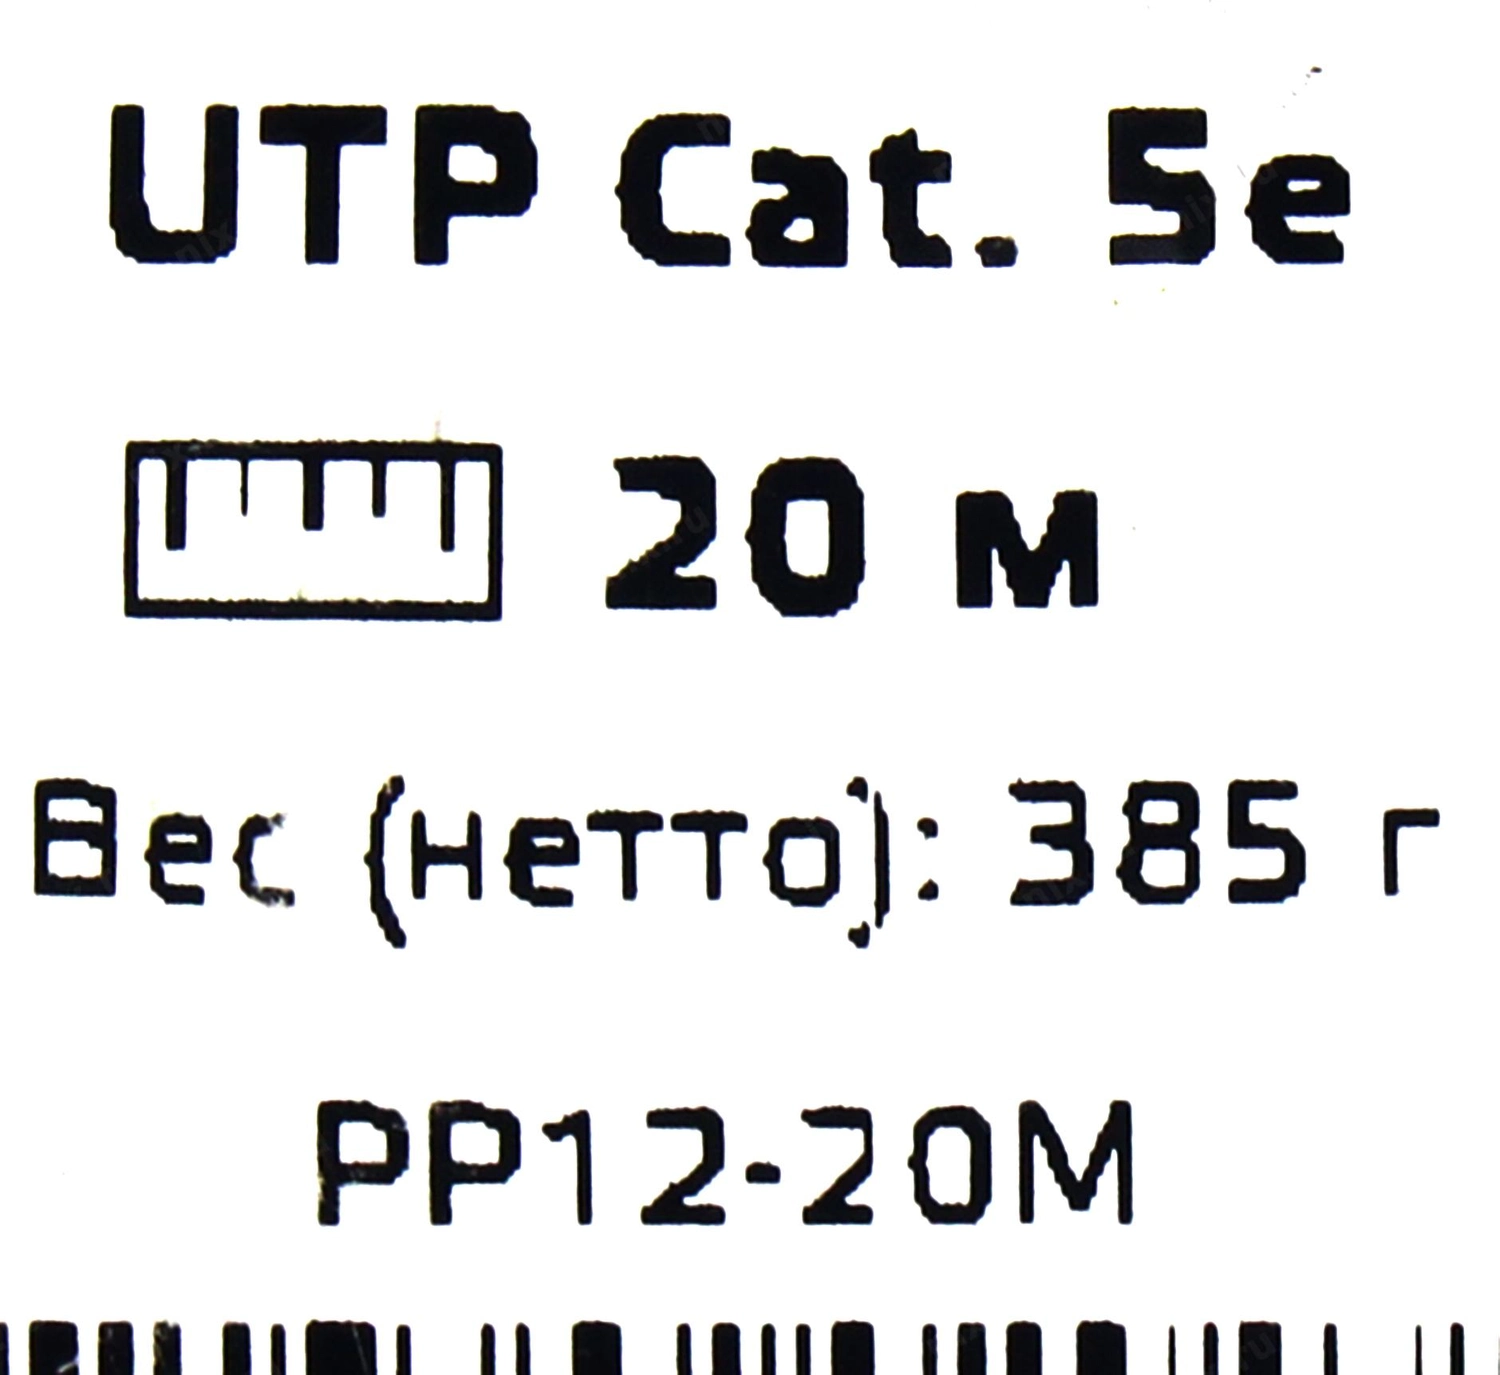 UTP Cat. 5e
20 м
Вес (нетто): 385 г
PP12-20M